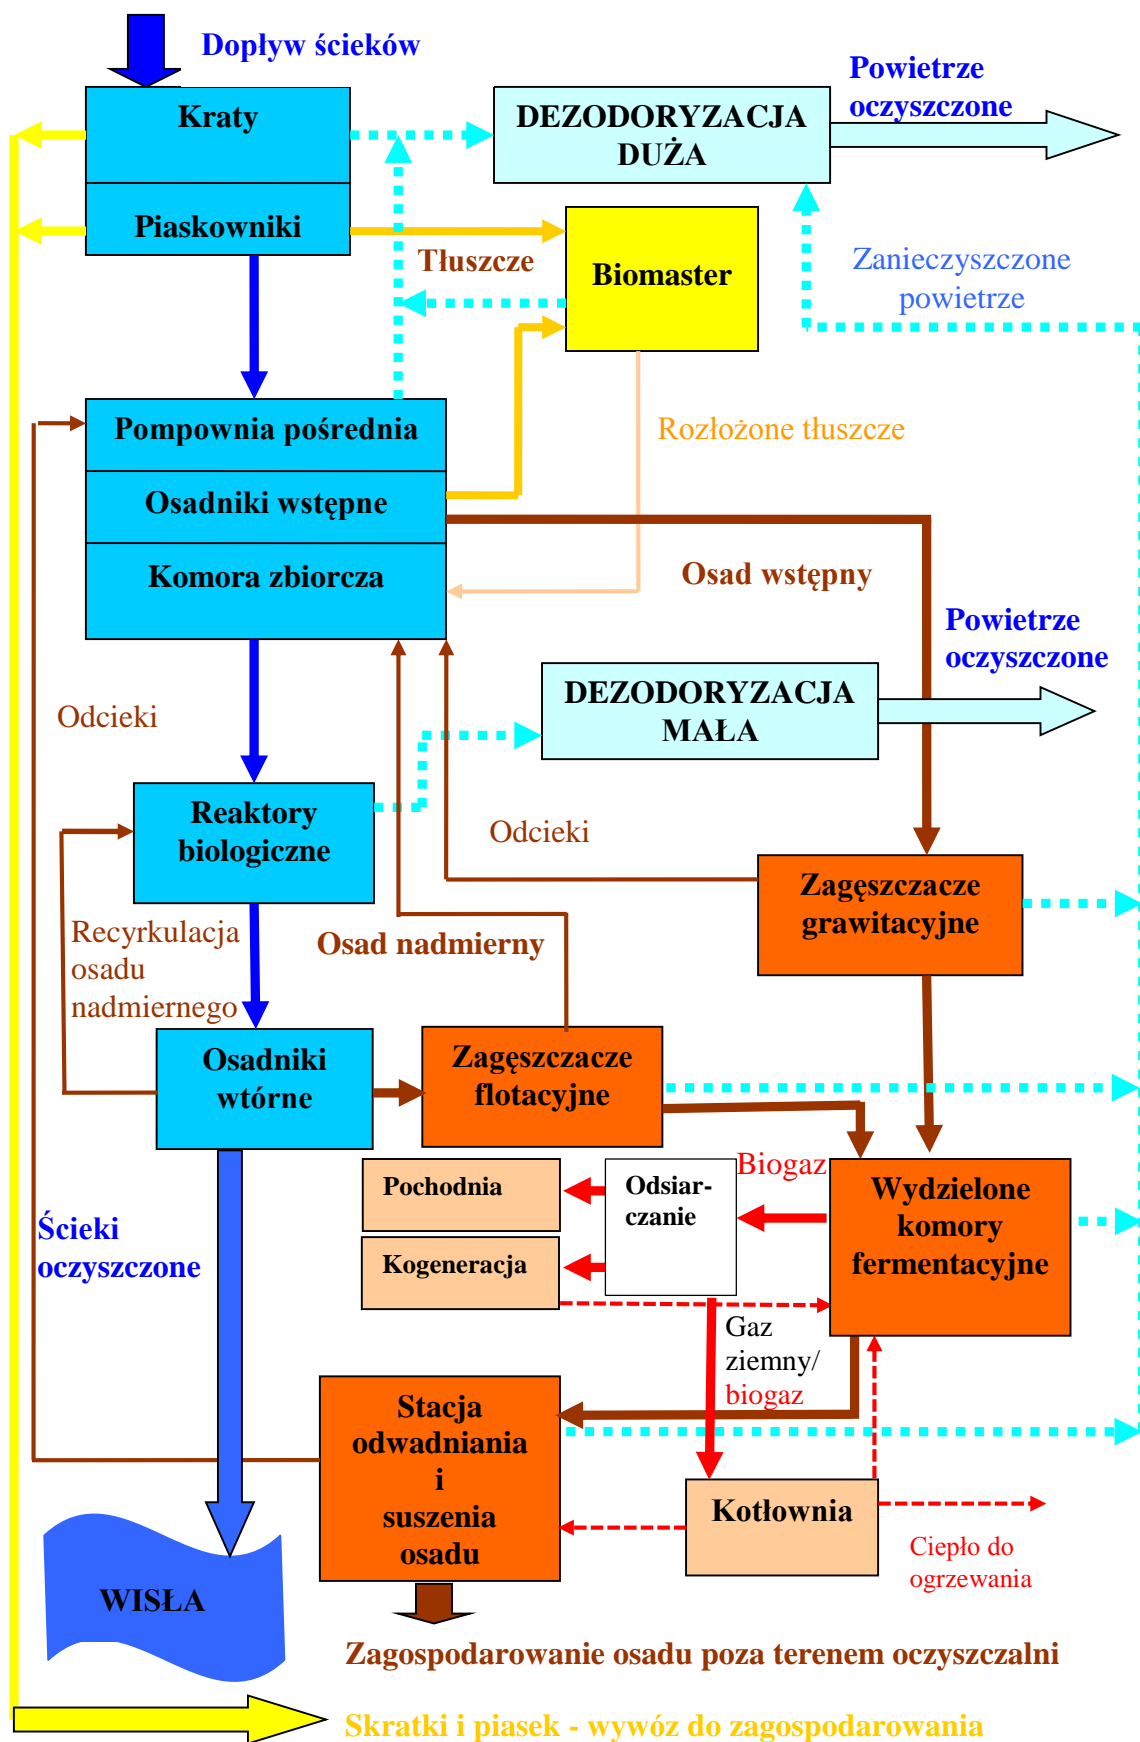 Dopływ ścieków
Powietrze
oczyszczone
Kraty
DEZODORYZACJA
DUŻA
Piaskowniki
Tłuszcze
Biomaster
Zanieczyszczone
powietrze
Pompownia pośrednia
Rozłożone tłuszcze
Osadniki wstępne
Komora zbiorcza
Osad wstępny
Powietrze
oczyszczone
DEZODORYZACJA
MAŁA
Odcieki
Reaktory
biologiczne
Odcieki
Zagęszczacze
grawitacyjne
Recyrkulacja
osadu
nadmiernego
Osad nadmierny
Osadniki
wtórne
Zagęszczacze
flotacyjne
Biogaz
Pochodnia
Odsiar-
czanie
Wydzielone
komory
fermentacyjne
Ścieki
oczyszczone
Kogeneracja
Gaz
ziemny/
biogaz
Stacja
odwadniania
i
suszenia
osadu
Kotłownia
Ciepło do
ogrzewania
WISŁA
Zagospodarowanie osadu poza terenem oczyszczalni
Skratki i piasek - wywóz do zagospodarowania